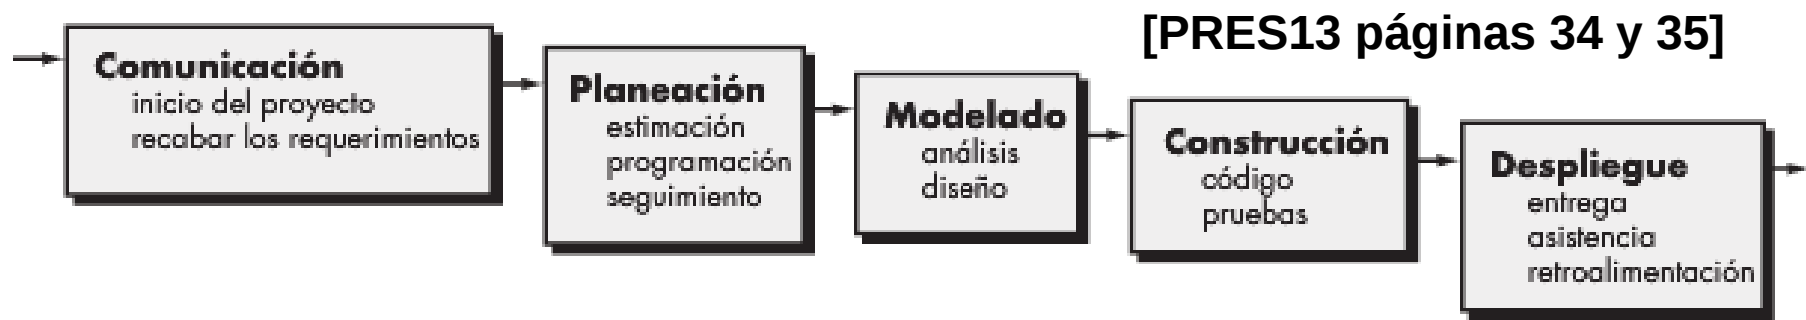 [PRES13 páginas 34 y 35]
Comunicación
inicio del proyecto
recabar los requerimientos
Planeación
estimación
programación
seguimiento
Modelado
análisis
diseño
Construcción
código
pruebas
Despliegue
entrega
asistencia
retroalimentación